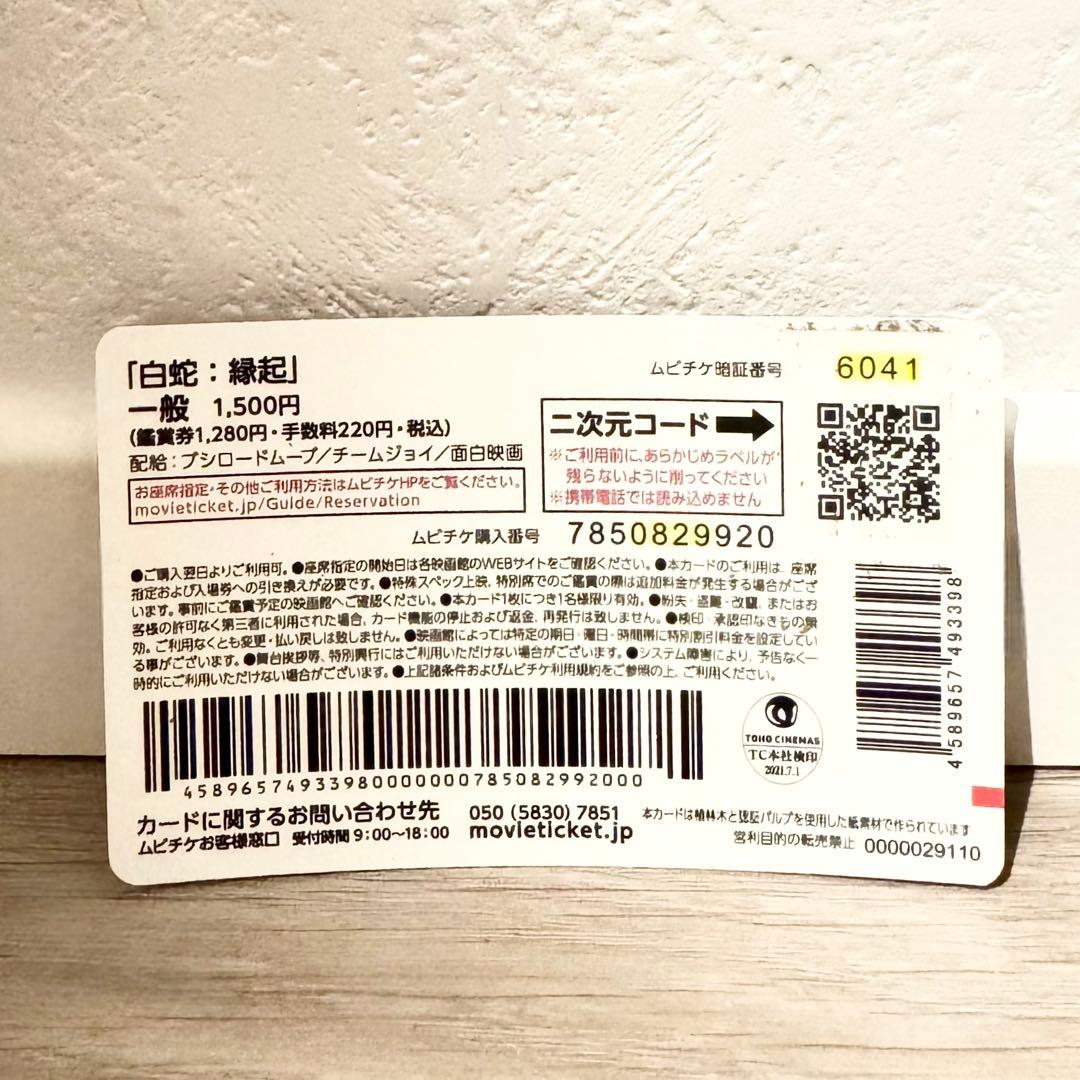 「白蛇：縁起」
一般 1,500円
(鑑賞券1,280円・手数料220円・税込)
配給：ブシロードムーブ／チームジョイ／面白映画
お座席指定・その他ご利用方法はムビチケHPをご覧ください。
movieticket.jp/Guide/Reservation
ムビチケ暗証番号 6041
二次元コード
※ご利用前に、あらかじめラベルが
残らないように削ってください
※携帯電話では読み込めません
ムビチケ購入番号 7850829920
●ご購入翌日よりご利用可。●座席指定の開始日は各映画館のWEBサイトをご確認ください。●本カードのご利用は、座席
指定および入場券への引き換えが必要です。●特殊スペック上映、特別席でのご鑑賞の際は追加料金が発生する場合がござ
います。事前にご鑑賞予定の映画館へご確認ください。●本カード1枚につき1名様限り有効。●紛失・盗難・改竄、またはお
客様の許可なく第三者に利用された場合、カード機能の停止および返金、再発行は致しません。●検印・承認印なきもの無
効。ご利用なくとも変更・払い戻しは致しません。●映画館によっては特定の期日・曜日・時間帯に特別割引料金を設定してい
る事がございます。●舞台挨拶等、特別興行にはご利用いただけない場合がございます。●システム障害により、予告なく一
時的にご利用いただけない場合がございます。●上記諸条件およびムビチケ利用規約をご参照の上、ご利用ください。
4589657493398
4589657493398000000007850829920​00
TOHO CINEMAS
TC本社検印
2021.7.1
カードに関するお問い合わせ先 050 (5830) 7851
ムビチケお客様窓口 受付時間 9:00〜18:00 movieticket.jp
本カードは植林木と認証パルプを使用した紙素材で作られています
営利目的の転売禁止 0000029110